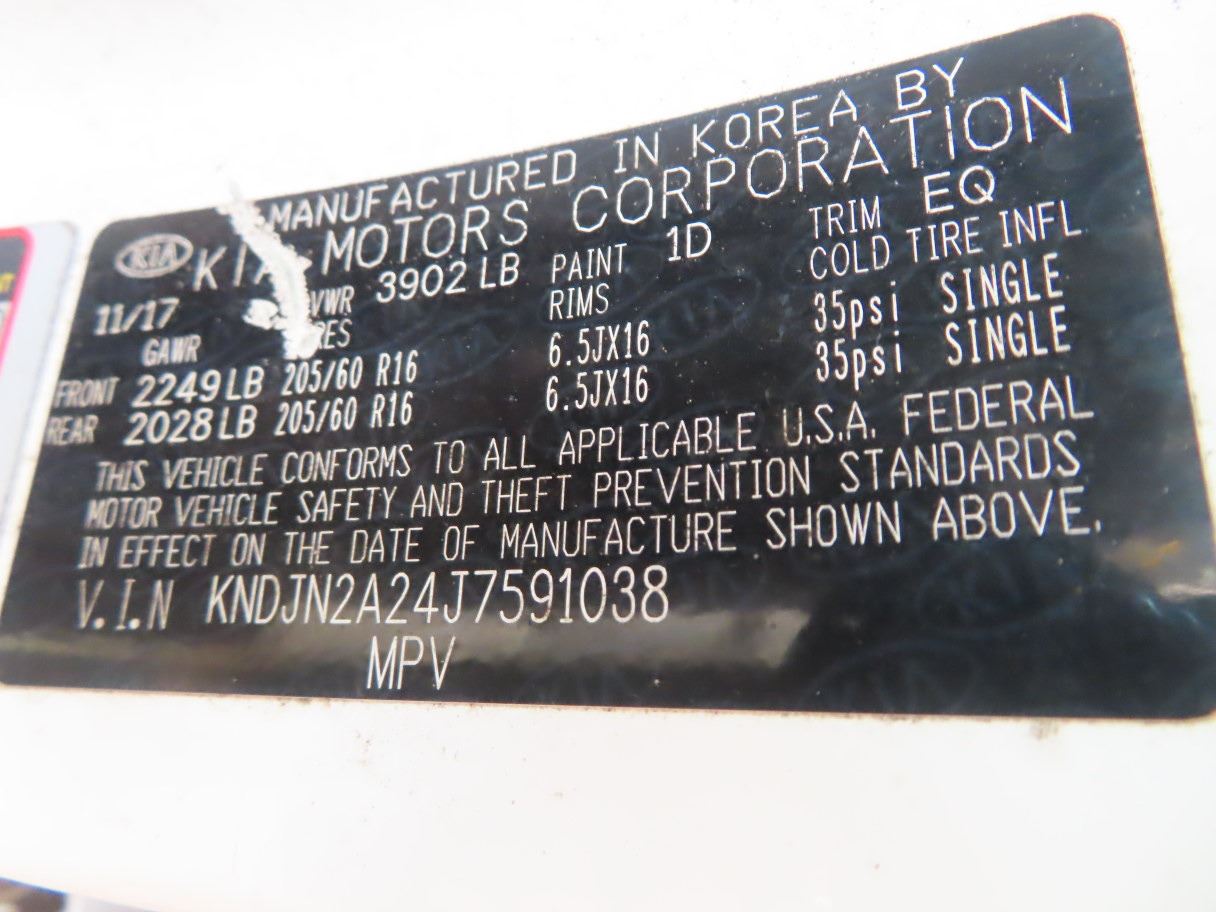 MANUFACTURED IN KOREA BY
KIA KIA MOTORS CORPORATION
11/17 GVWR 3902 LB PAINT 1D TRIM EQ
GAWR TIRES RIMS COLD TIRE INFL
FRONT 2249 LB 205/60 R16 6.5JX16 35psi SINGLE
REAR 2028 LB 205/60 R16 6.5JX16 35psi SINGLE
THIS VEHICLE CONFORMS TO ALL APPLICABLE U.S.A. FEDERAL
MOTOR VEHICLE SAFETY AND THEFT PREVENTION STANDARDS
IN EFFECT ON THE DATE OF MANUFACTURE SHOWN ABOVE.
V.I.N KNDJN2A24J7591038
MPV